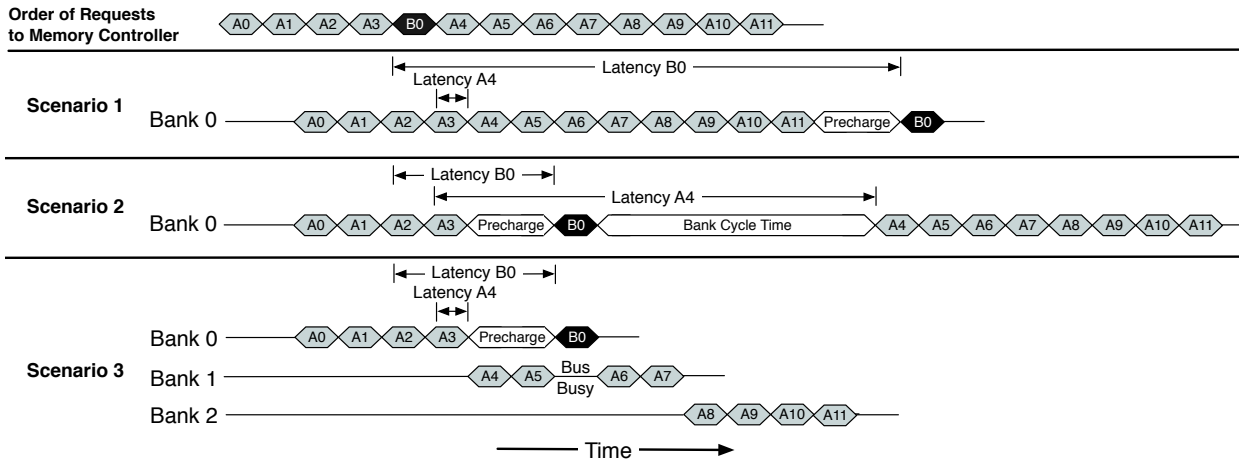 Order of Requests
to Memory Controller
A0 A1 A2 A3 B0 A4 A5 A6 A7 A8 A9 A10 A11
Latency B0
Latency A4
Scenario 1
Bank 0
A0 A1 A2 A3 A4 A5 A6 A7 A8 A9 A10 A11 Precharge B0
Latency B0
Latency A4
Scenario 2
Bank 0
A0 A1 A2 A3 Precharge B0 Bank Cycle Time A4 A5 A6 A7 A8 A9 A10 A11
Latency B0
Latency A4
Bank 0
A0 A1 A2 A3 Precharge B0
Scenario 3
Bank 1
A4 A5 Bus Busy A6 A7
Bank 2
A8 A9 A10 A11
Time